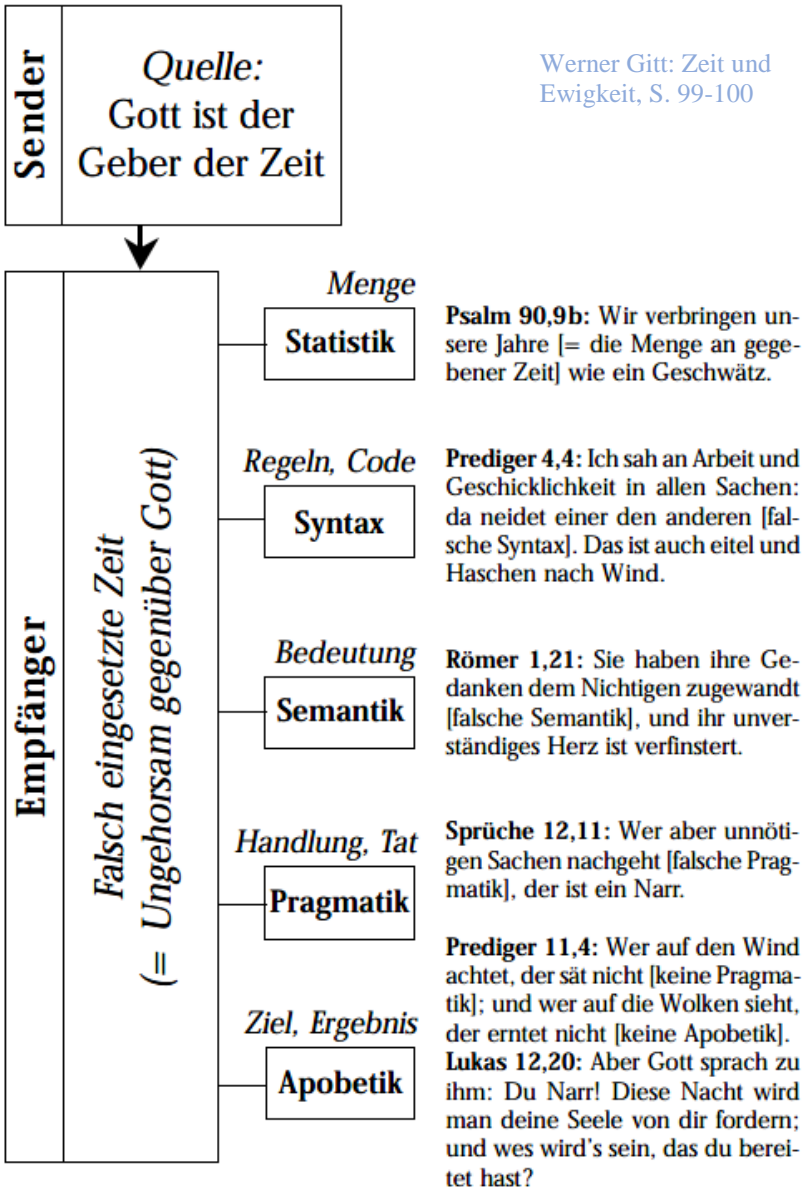 Sender
Quelle:
Gott ist der
Geber der Zeit
Werner Gitt: Zeit und
Ewigkeit, S. 99-100
Empfänger
Falsch eingesetzte Zeit
(= Ungehorsam gegenüber Gott)
Menge
Statistik
Psalm 90,9b: Wir verbringen un-
sere Jahre [= die Menge an gege-
bener Zeit] wie ein Geschwätz.
Regeln, Code
Syntax
Prediger 4,4: Ich sah an Arbeit und
Geschicklichkeit in allen Sachen:
da neidet einer den anderen [fal-
sche Syntax]. Das ist auch eitel und
Haschen nach Wind.
Bedeutung
Semantik
Römer 1,21: Sie haben ihre Ge-
danken dem Nichtigen zugewandt
[falsche Semantik], und ihr unver-
ständiges Herz ist verfinstert.
Handlung, Tat
Pragmatik
Sprüche 12,11: Wer aber unnöti-
gen Sachen nachgeht [falsche Prag-
matik], der ist ein Narr.
Ziel, Ergebnis
Apobetik
Prediger 11,4: Wer auf den Wind
achtet, der sät nicht [keine Pragma-
tik]; und wer auf die Wolken sieht,
der erntet nicht [keine Apobetik].
Lukas 12,20: Aber Gott sprach zu
ihm: Du Narr! Diese Nacht wird
man deine Seele von dir fordern;
und wes wird's sein, das du berei-
tet hast?